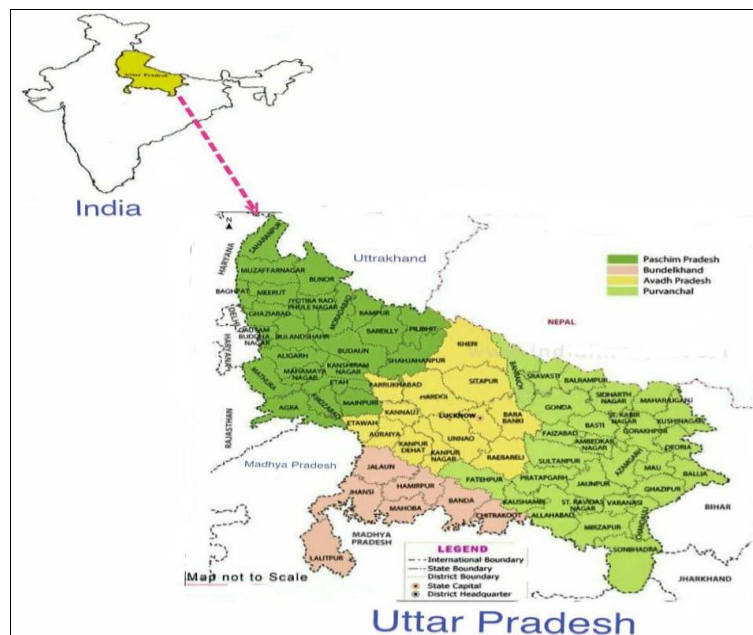 Uttar Pradesh
India
N
SAHARANPUR
HARYANA
Uttrakhand
Paschim Pradesh
Bundelkhand
Avadh Pradesh
Purvanchal
MUZAFFARNAGAR
BIJNOR
BAGHPAT
MEERUT
JYOTIBA RAO
PHULE NAGAR
MORADABAD
RAMPUR
GHAZIABAD
DELHI
GAUTAM
BUDDHA
NAGAR
BULANDSHAHR
BAREILLY
PILIBHIT
NEPAL
HARYANA
KHERI
ALIGARH
BUDAUN
SHAHJAHANPUR
KANSHIRAM
NAGAR
MATHURA
MAHAMAYA
NAGAR
ETAH
FARRUKHABAD
SITAPUR
BAHRAICH
SRAVASTI
BALRAMPUR
HARDOI
AGRA
FIROZABAD
MAINPURI
RAJASTHAN
KANNAUJ
LUCKNOW
BARA
BANKI
GONDA
SIDHARTH
NAGAR
MAHARAJGANJ
BASTI
ST. KABIR
NAGAR
KUSHINAGAR
GORAKHPUR
ETAWAH
AURAIYA
UNNAO
FAIZABAD
AMBEDKAR
NAGAR
DEORIA
KANPUR
DEHAT
KANPUR
NAGAR
RAEBARELI
SULTANPUR
AZAMGARH
MAU
BALLIA
Madhya Pradesh
JALAUN
FATEHPUR
PRATAPGARH
JAUNPUR
GHAZIPUR
JHANSI
HAMIRPUR
BANDA
KAUSHAMBI
ST. RAVIDAS
NAGAR
VARANASI
BIHAR
MAHOBA
CHITRAKOOT
ALLAHABAD
CHANDAULI
MIRZAPUR
MADHYA
PRADESH
LALITPUR
SONBHADRA
JHARKHAND
LEGEND
International Boundary
State Boundary
District Boundary
State Capital
District Headquarter
Map not to Scale
Uttar Pradesh